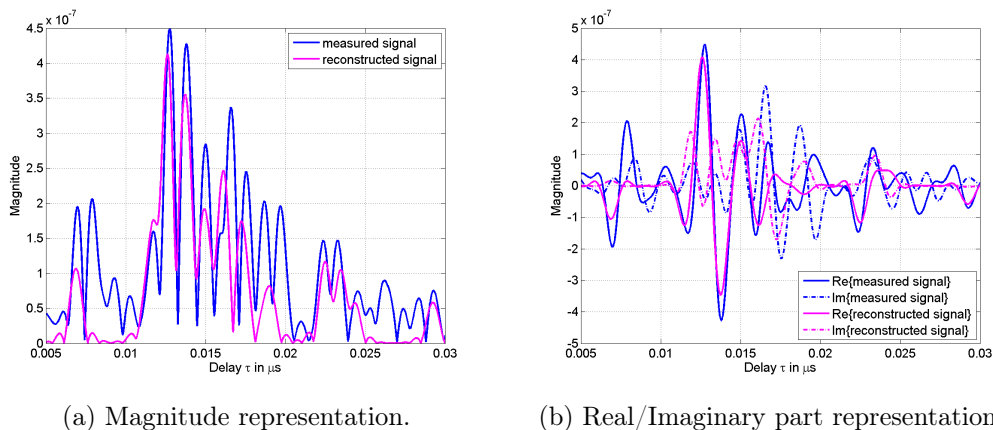 x 10^-7
4.5
4
3.5
3
2.5
2
1.5
1
0.5
0
0.005
0.01
0.015
0.02
0.025
0.03
Magnitude
Delay τ in μs
measured signal
reconstructed signal
(a) Magnitude representation.
x 10^-7
5
4
3
2
1
0
-1
-2
-3
-4
-5
0.005
0.01
0.015
0.02
0.025
0.03
Magnitude
Delay τ in μs
Re{measured signal}
Im{measured signal}
Re{reconstructed signal}
Im{reconstructed signal}
(b) Real/Imaginary part representation